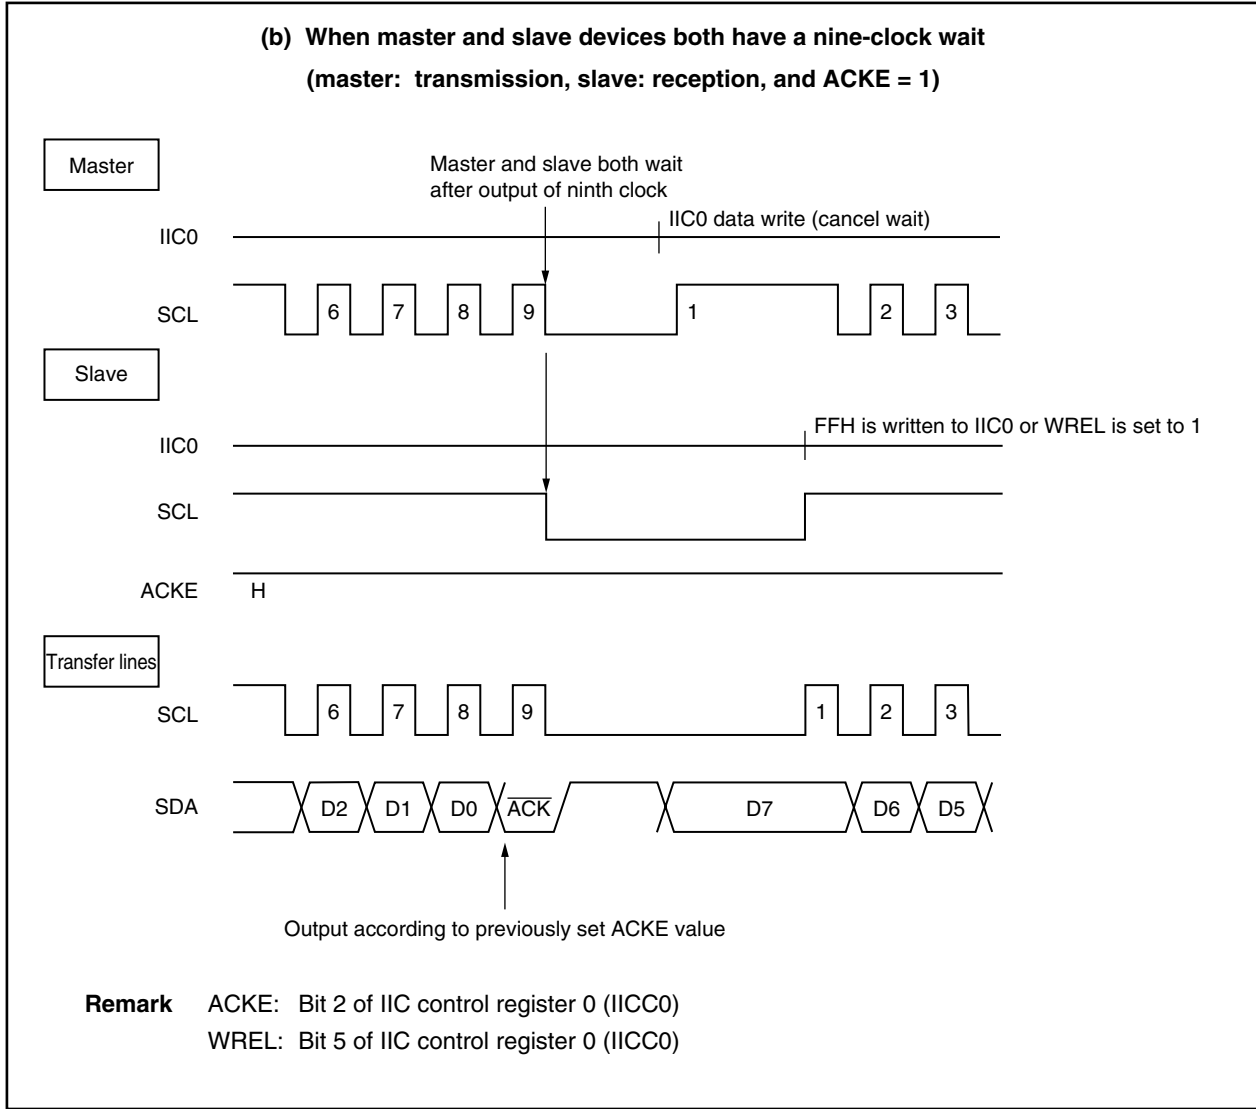 (b) When master and slave devices both have a nine-clock wait
(master: transmission, slave: reception, and ACKE = 1)
Master
Master and slave both wait
after output of ninth clock
IIC0 data write (cancel wait)
IIC0
SCL
6 7 8 9 1 2 3
Slave
FFH is written to IIC0 or WREL is set to 1
IIC0
SCL
ACKE H
Transfer lines
SCL
6 7 8 9 1 2 3
SDA
D2 D1 D0 ACK D7 D6 D5
Output according to previously set ACKE value
Remark ACKE: Bit 2 of IIC control register 0 (IICC0)
WREL: Bit 5 of IIC control register 0 (IICC0)